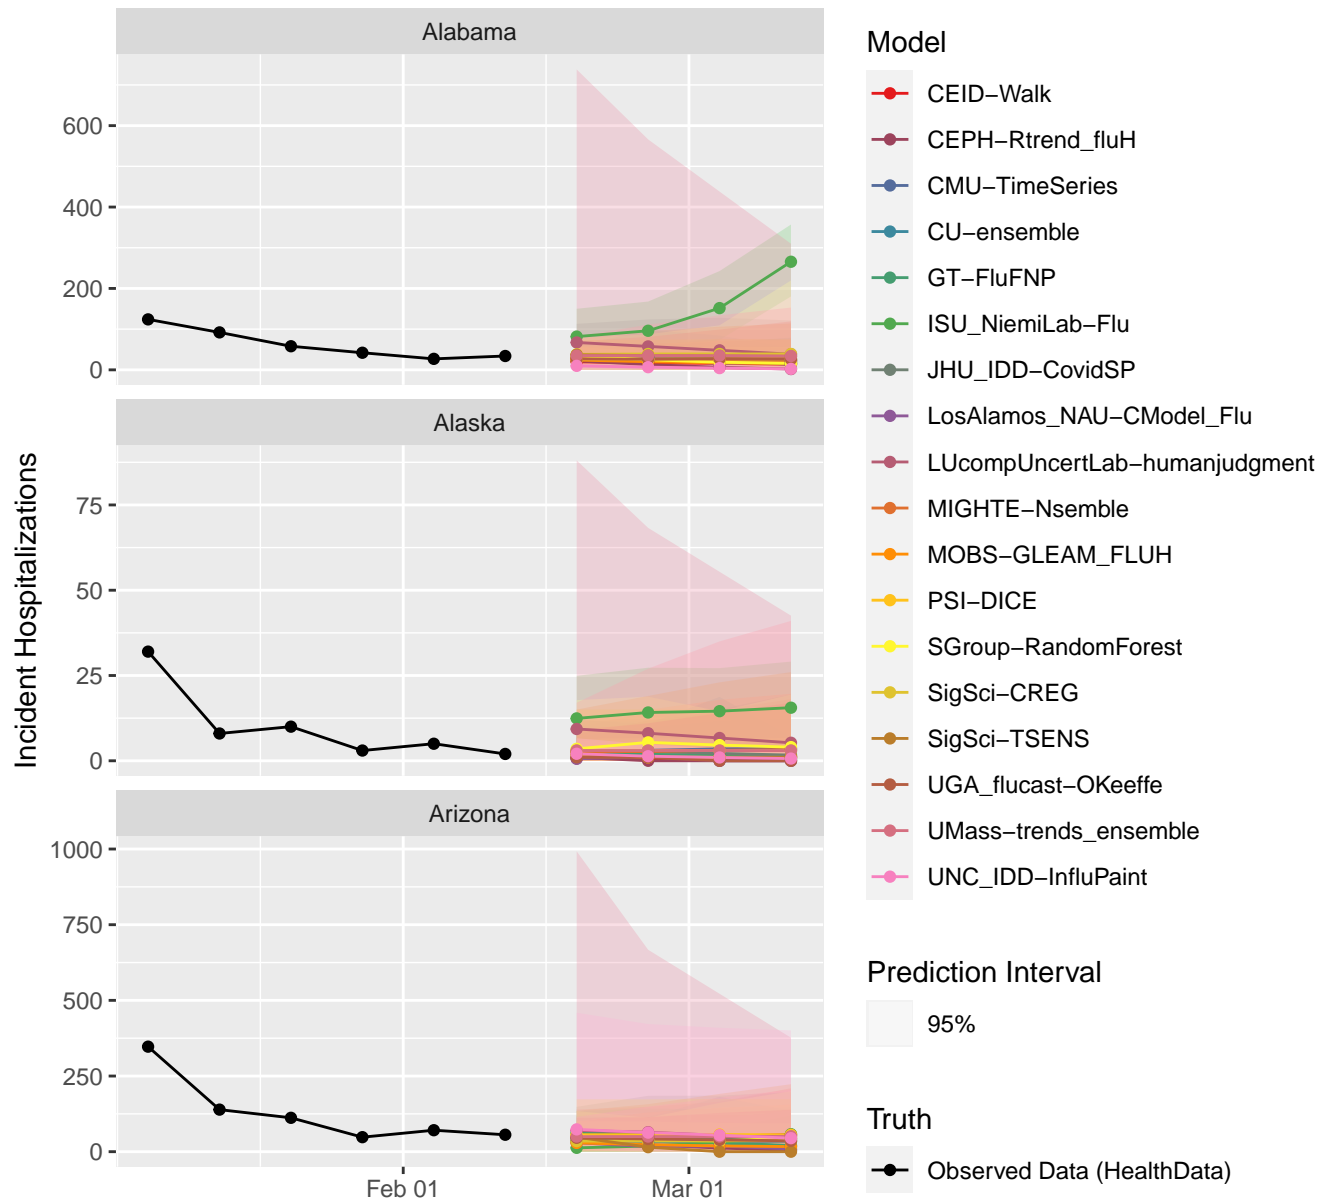 Alabama
600
400
200
0
Alaska
75
50
25
0
Arizona
1000
750
500
250
0
Feb 01
Mar 01
Incident Hospitalizations
Model
CEID−Walk
CEPH−Rtrend_fluH
CMU−TimeSeries
CU−ensemble
GT−FluFNP
ISU_NiemiLab−Flu
JHU_IDD−CovidSP
LosAlamos_NAU−CModel_Flu
LUcompUncertLab−humanjudgment
MIGHTE−Nsemble
MOBS−GLEAM_FLUH
PSI−DICE
SGroup−RandomForest
SigSci−CREG
SigSci−TSENS
UGA_flucast−OKeeffe
UMass−trends_ensemble
UNC_IDD−InfluPaint
Prediction Interval
95%
Truth
Observed Data (HealthData)